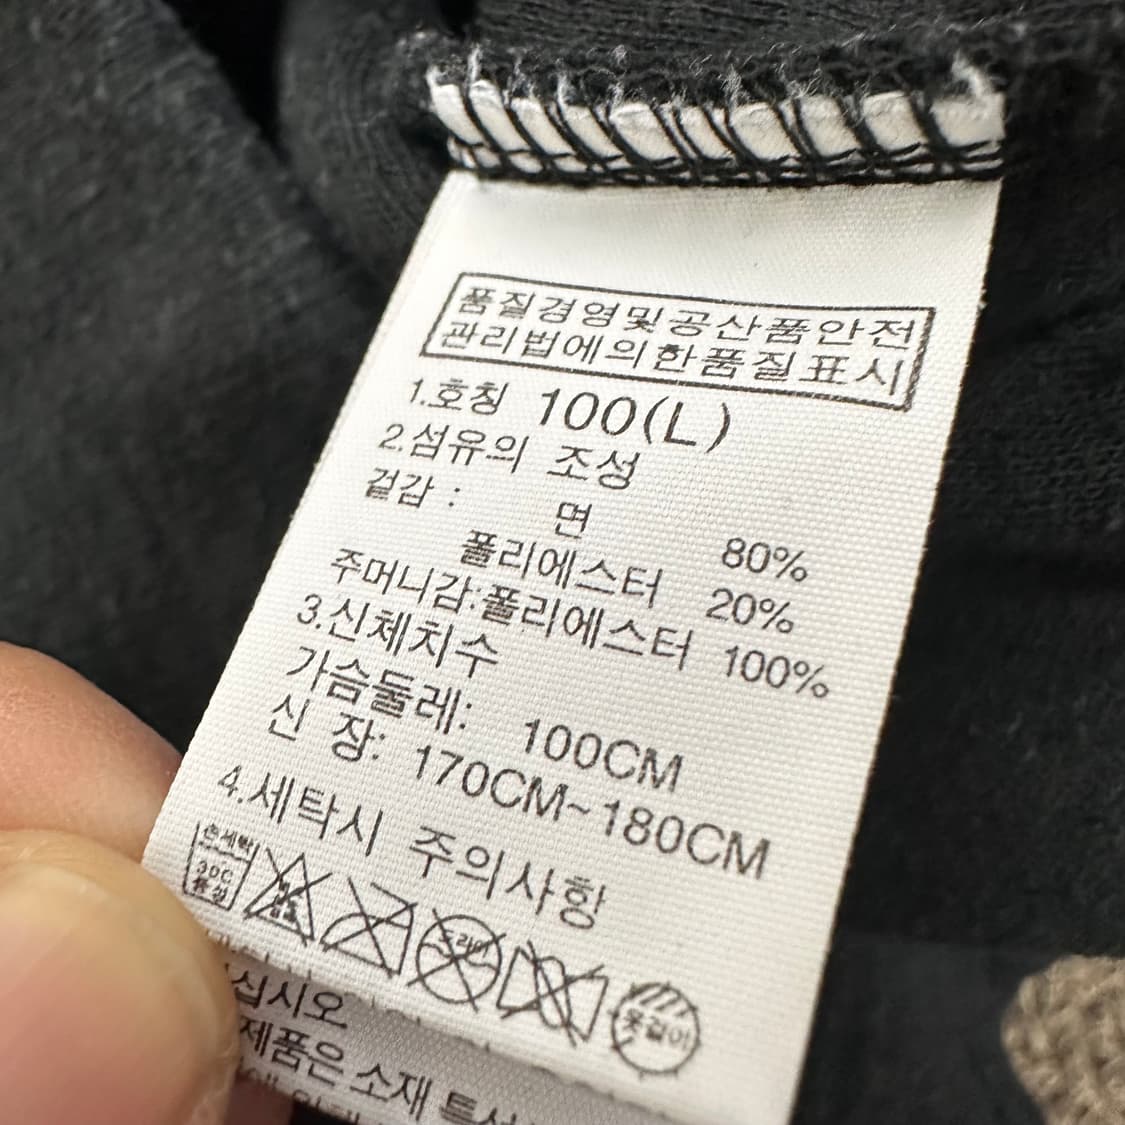 품질경영및공산품안전
관리법에의한품질표시
1.호칭 100(L)
2.섬유의 조성
겉감 : 면 80%
폴리에스터 20%
주머니감:폴리에스터 100%
3.신체치수
가슴둘레: 100CM
신 장: 170CM~180CM
4.세탁시 주의사항
손세탁
30C
중성
드라이
옷걸이
십시오
제품은 소재